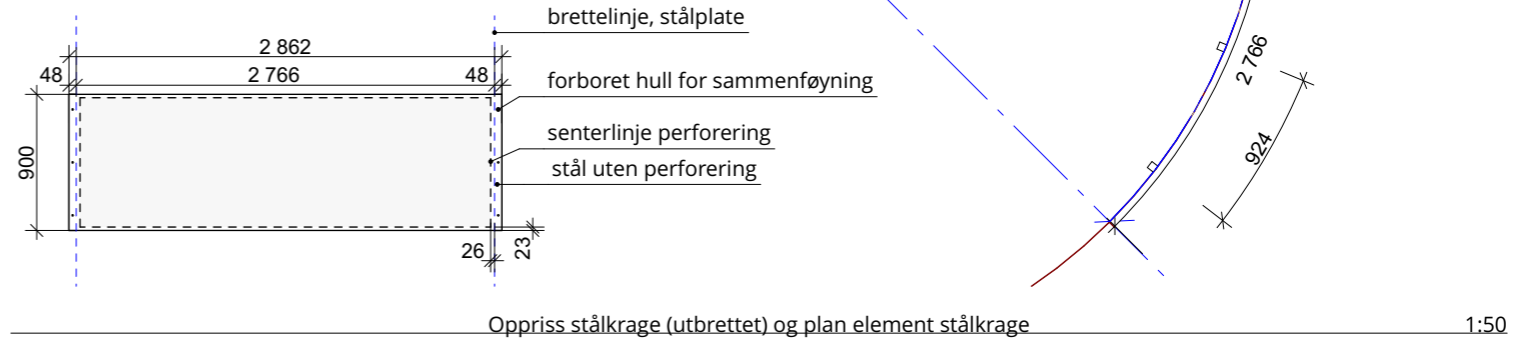 brettelinje, stålplate
2 862
48
2 766
48
forboret hull for sammenføyning
senterlinje perforering
stål uten perforering
900
26
23
2 766
924
Oppriss stålkrage (utbrettet) og plan element stålkrage
1:50